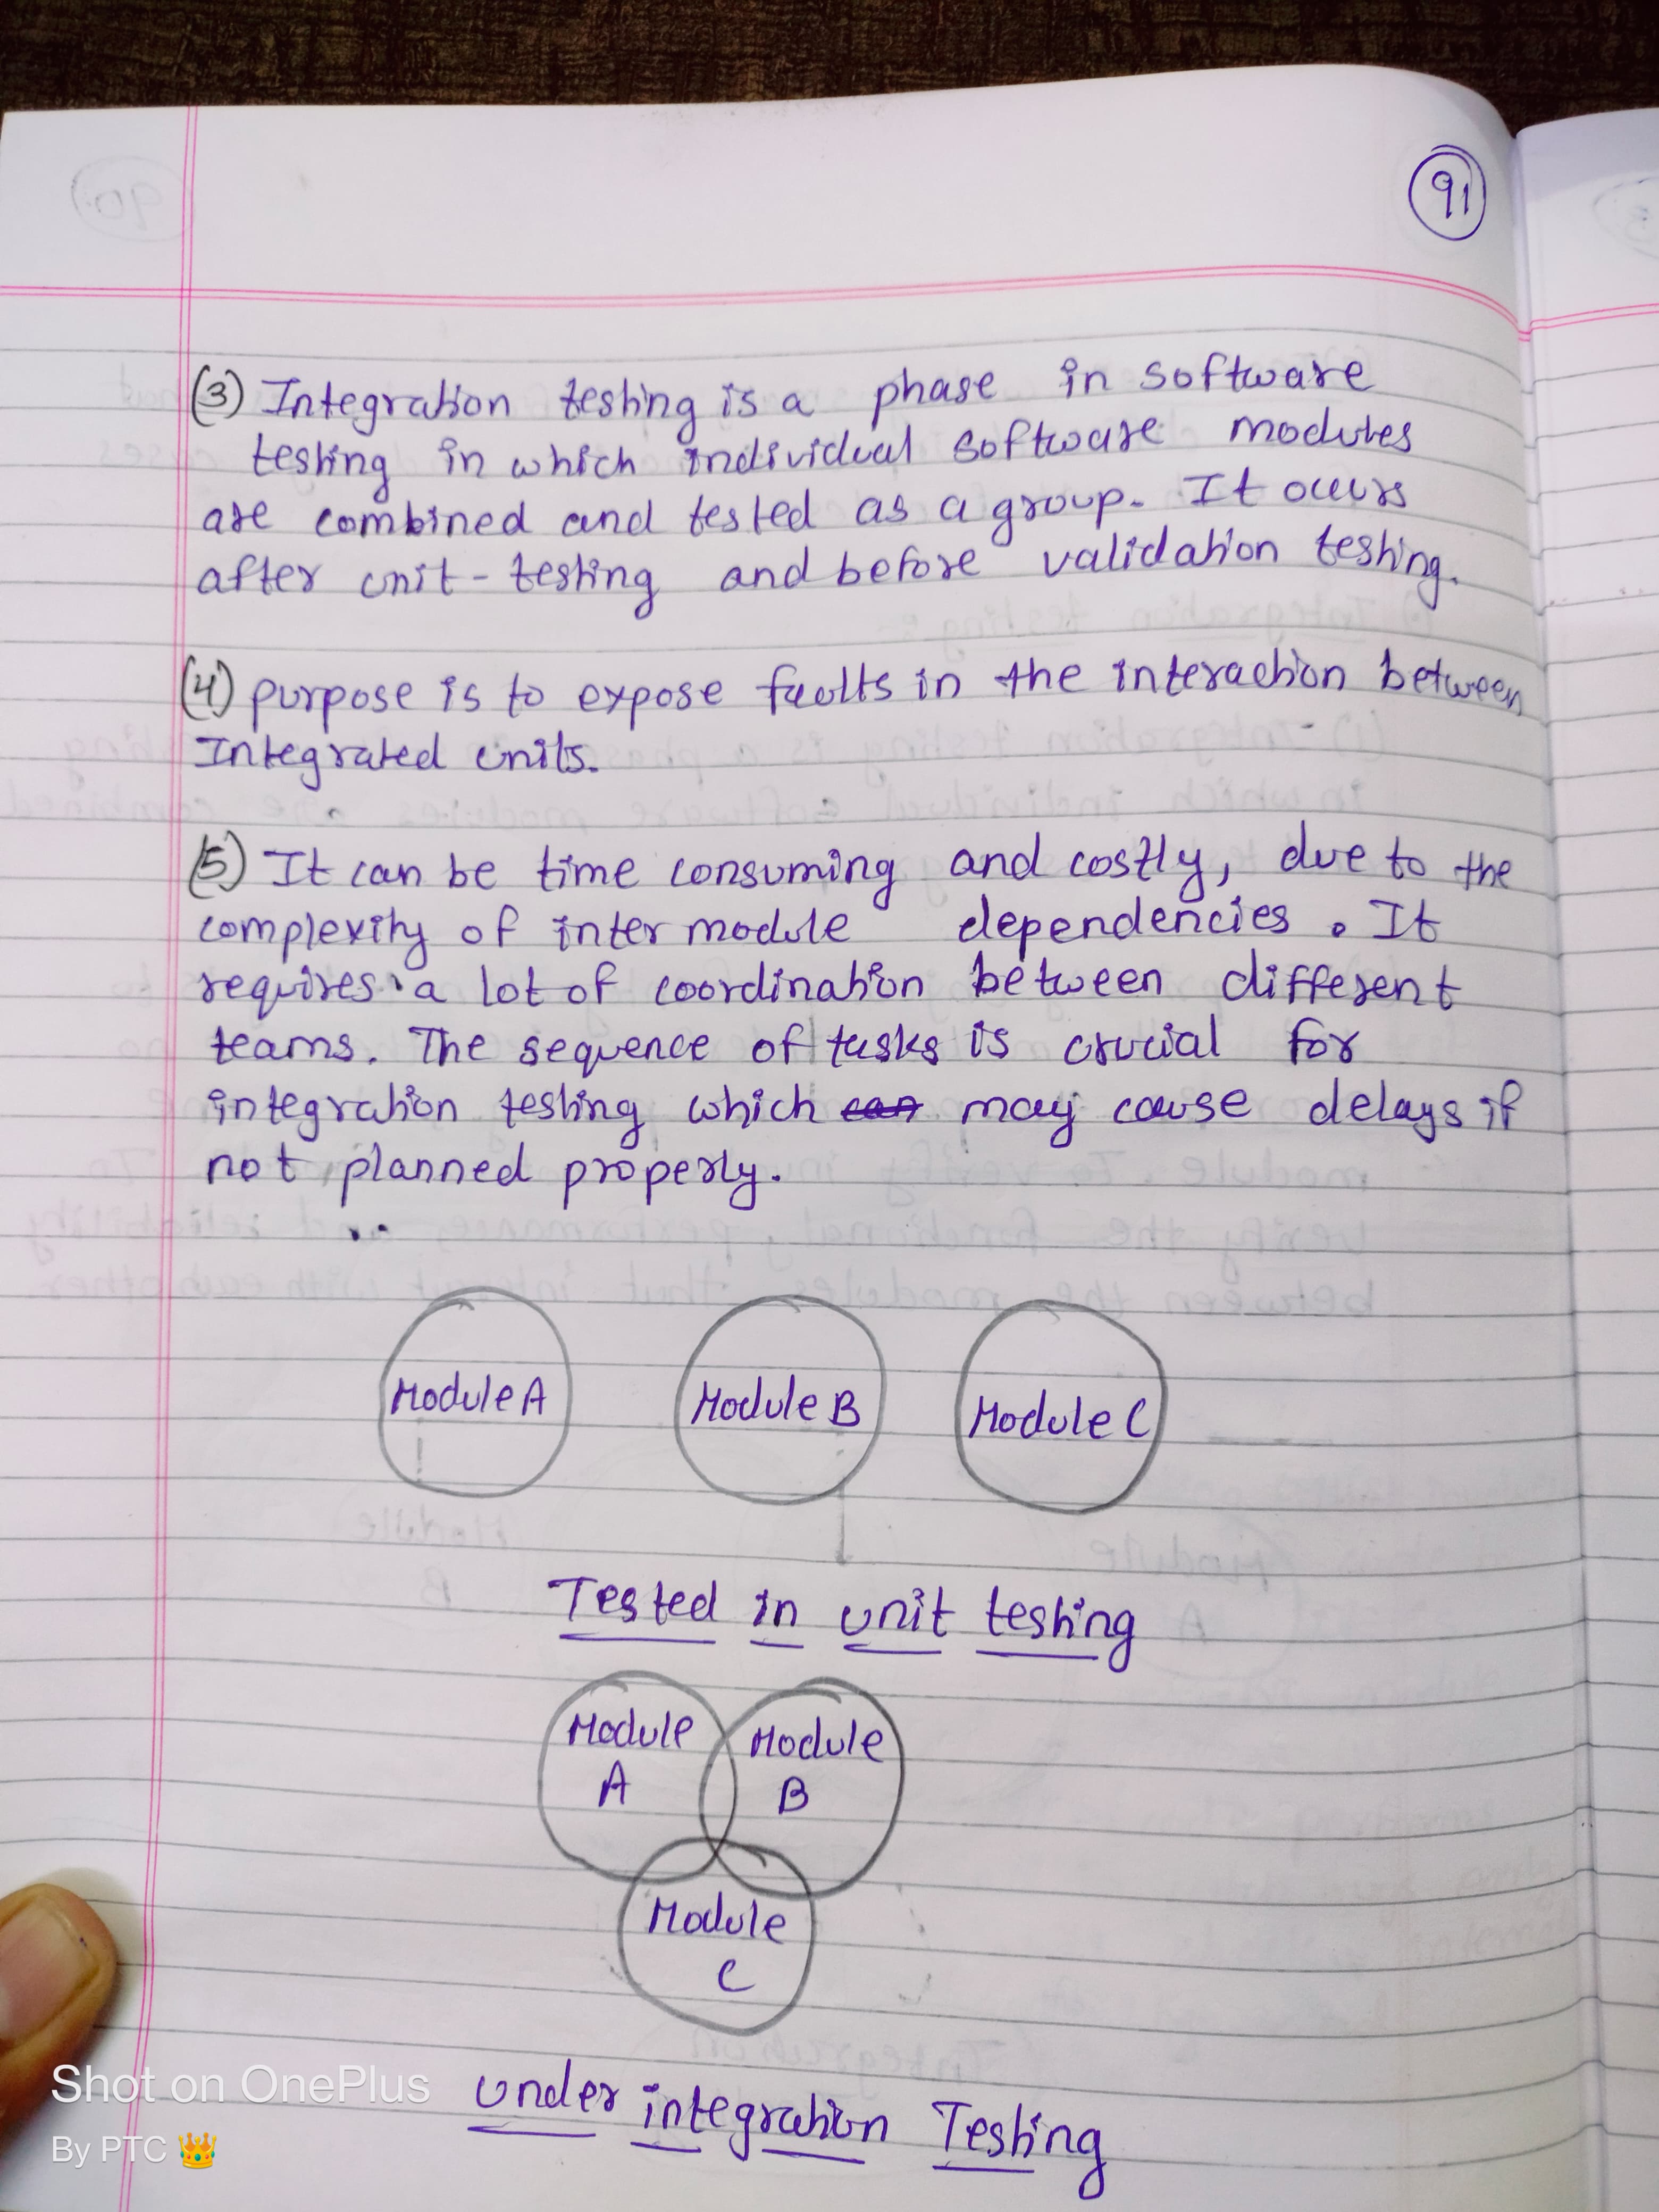 91
(3) Integration testing is a phase in software
testing in which individual software modules
are combined and tested as a group. It occurs
after unit-testing and before validation testing.
(4) purpose is to expose faults in the interaction between
Integrated units.
(5) It can be time consuming and costly, due to the
complexity of inter module dependencies. It
requires a lot of coordination between different
teams. The sequence of tasks is crucial for
integration testing which can may cause delays if
not planned properly.
Module A Module B Module C
Tested in unit testing
Module Module
A B
Module
C
Under integration Testing
Shot on OnePlus
By PTC 👑